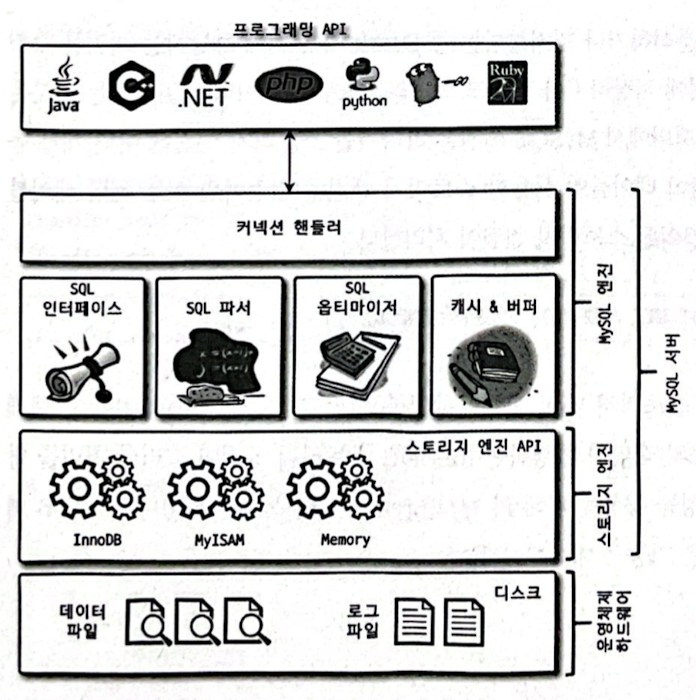 프로그래밍 API
Java
C++
.NET
php
python
GO
Ruby
커넥션 핸들러
SQL
인터페이스
SQL 파서
SQL
옵티마이저
캐시 & 버퍼
MySQL 엔진
MySQL 서버
스토리지 엔진 API
InnoDB
MyISAM
Memory
스토리지 엔진
디스크
데이터
파일
로그
파일
운영체제
하드웨어